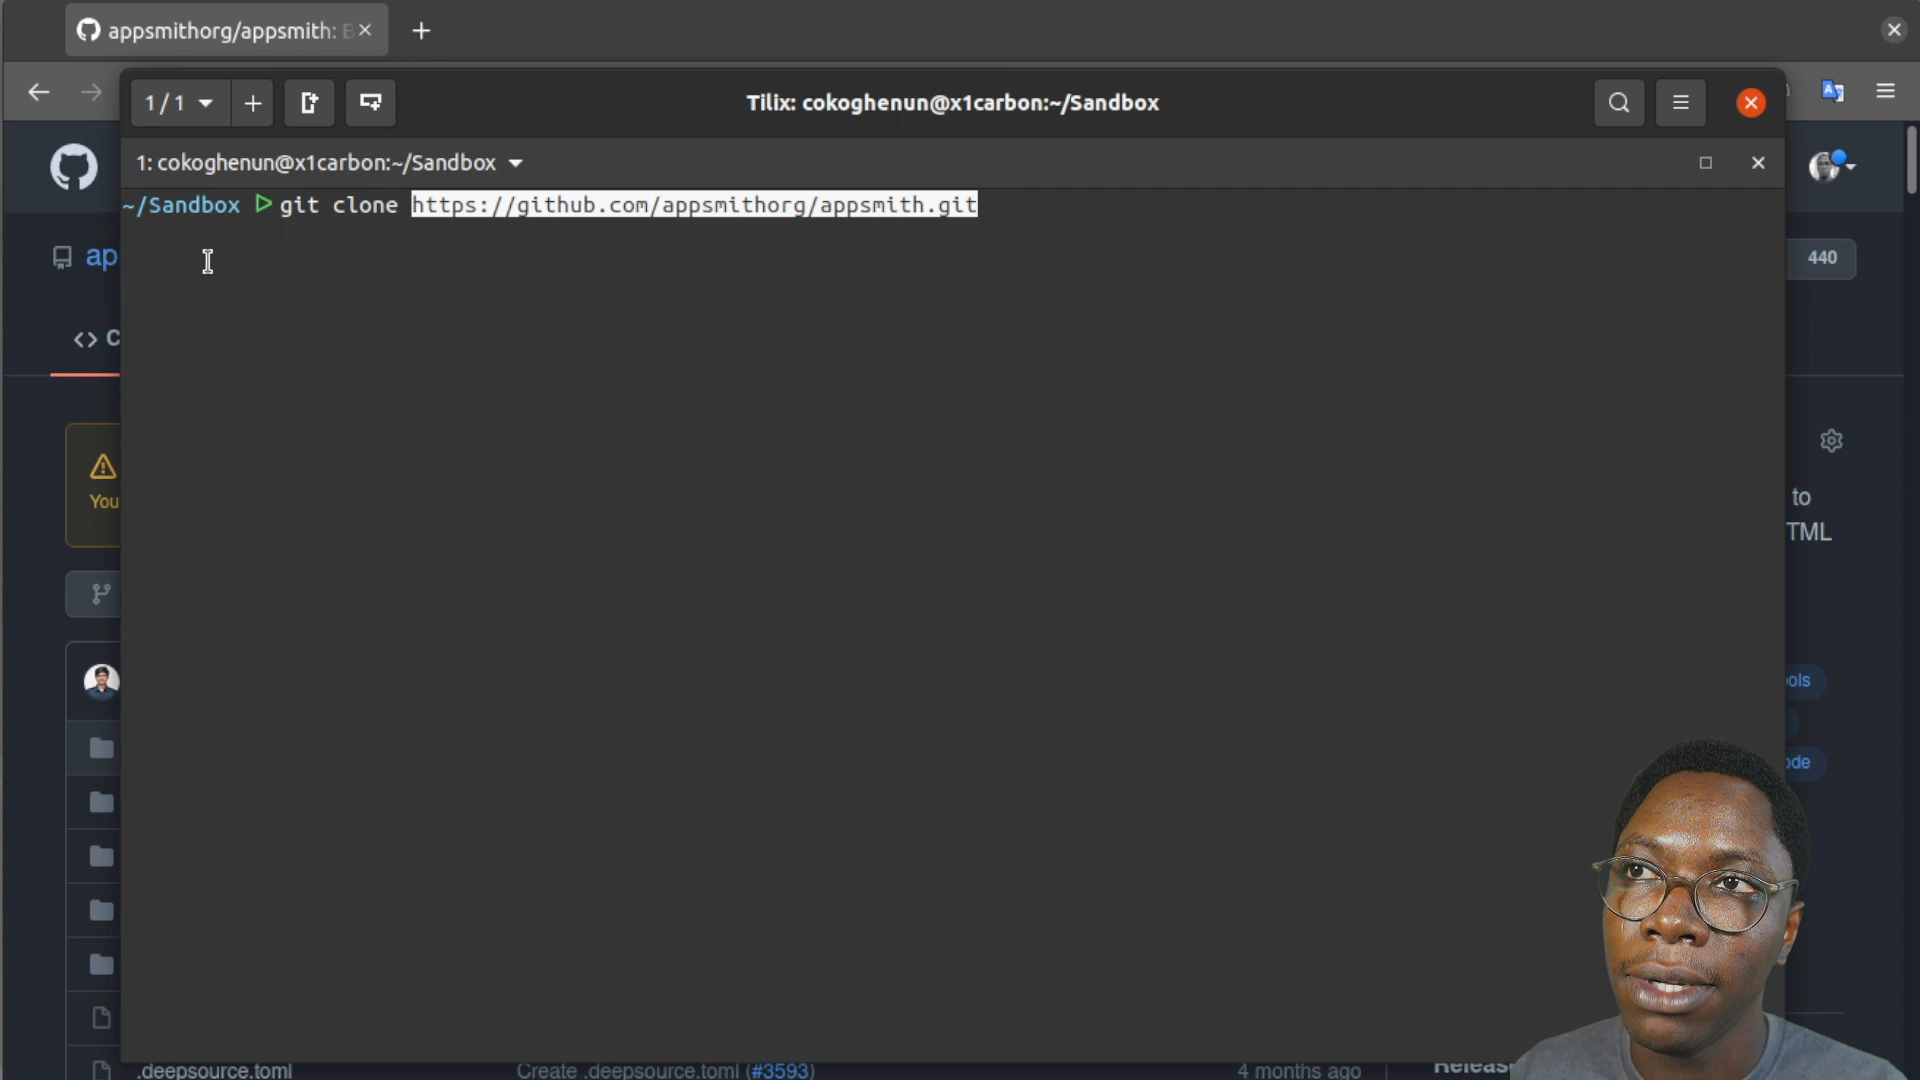 appsmithorg/appsmith: B
1 / 1
Tilix: cokoghenun@x1carbon:~/Sandbox
1: cokoghenun@x1carbon:~/Sandbox
~/Sandbox git clone https://github.com/appsmithorg/appsmith.git
ap
440
<> C
You
to
TML
ols
ode
.deepsource.toml Create .deepsource.toml (#3593) 4 months ago
Releas